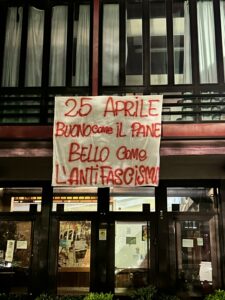 25 APRILE
BUONO COME IL PANE
BELLO COME
L'ANTIFASCISMO